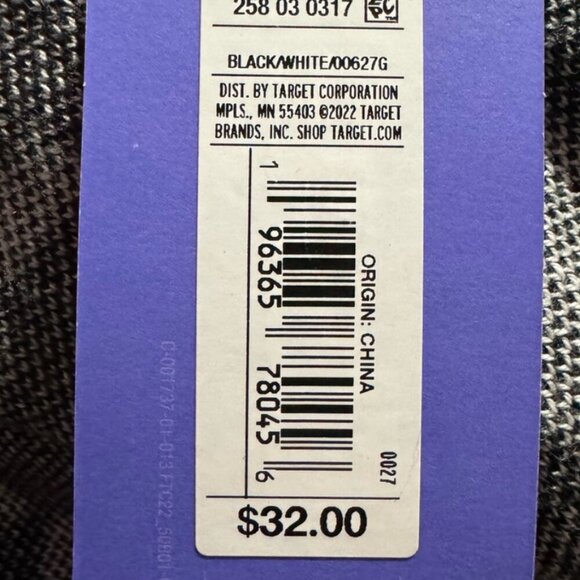 258 03 0317
BLACK/WHITE/00627G
DIST. BY TARGET CORPORATION
MPLS., MN 55403 ©2022 TARGET
BRANDS, INC. SHOP TARGET.COM
1 96365 78045 6
ORIGIN: CHINA
0027
$32.00